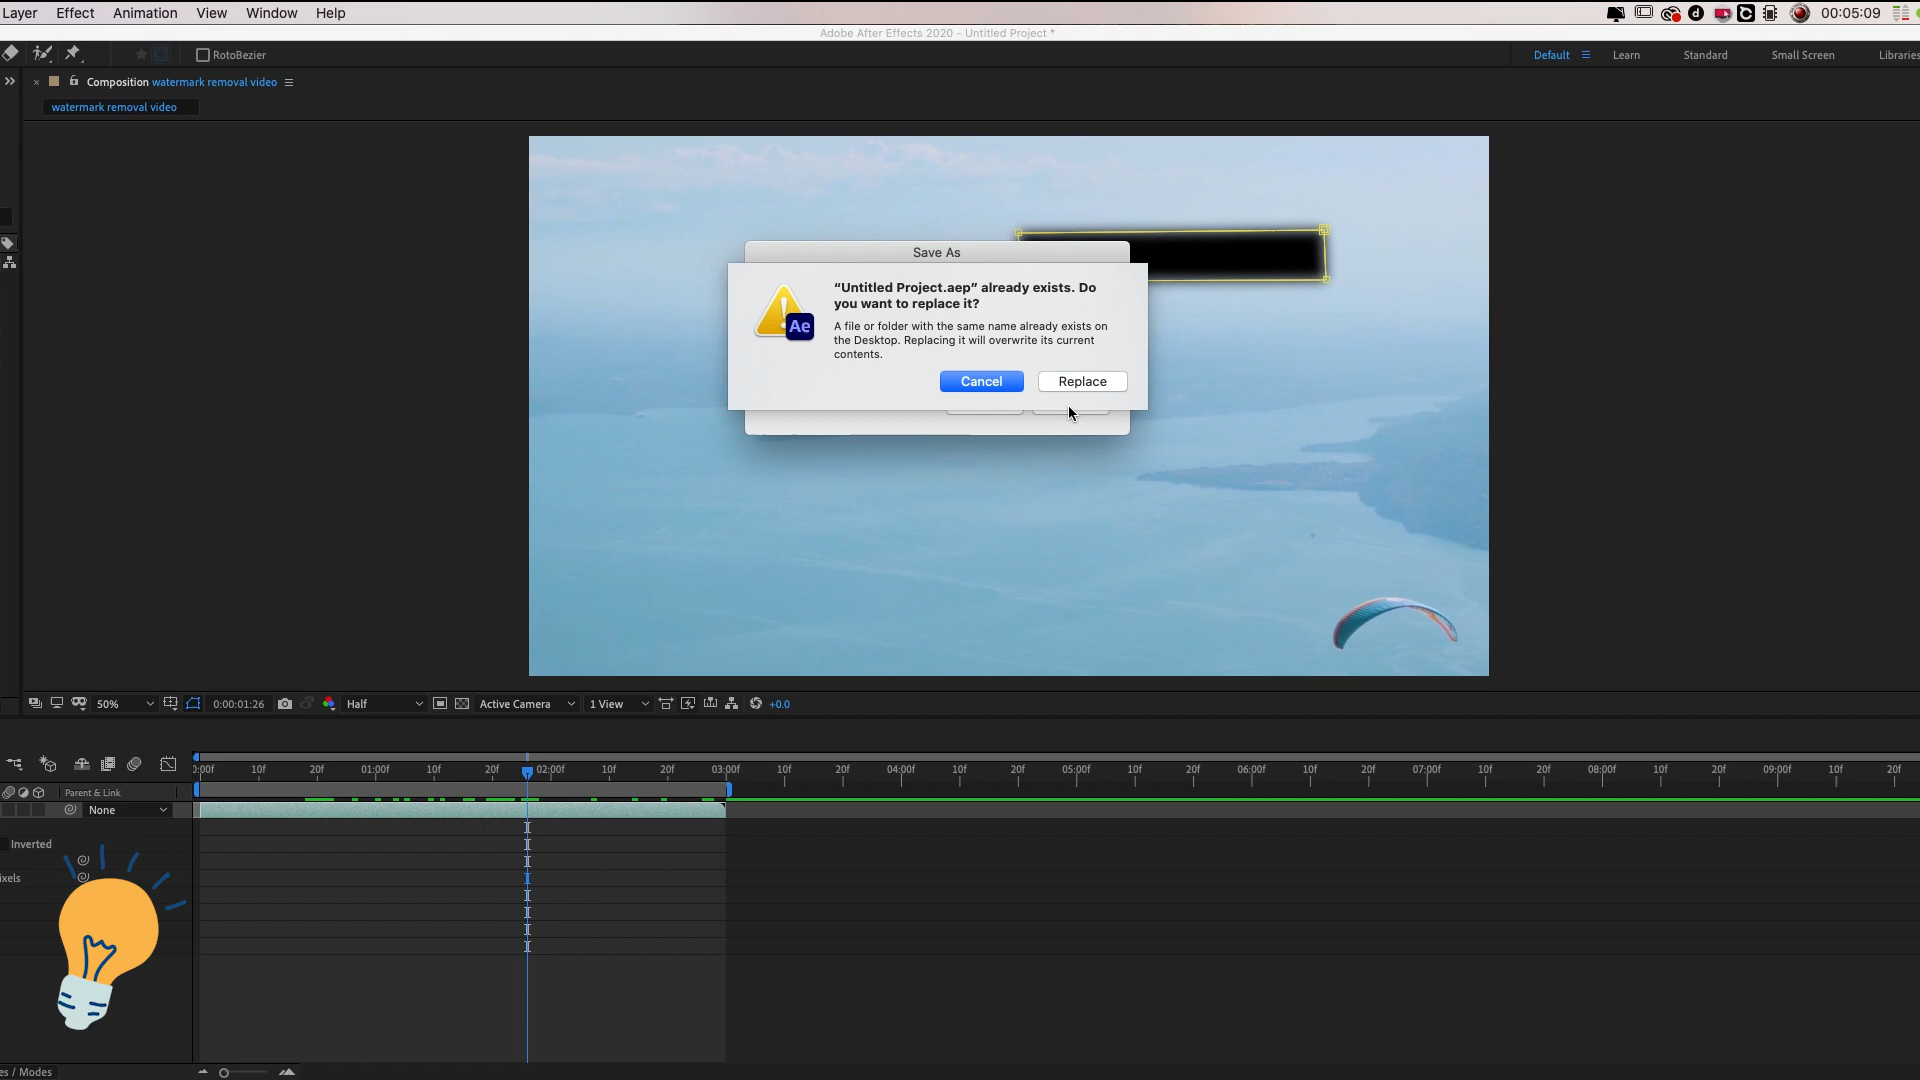 Layer Effect Animation View Window Help
00:05:09
Adobe After Effects 2020 - Untitled Project *
RotoBezier
Default
Learn
Standard
Small Screen
Libraries
Composition watermark removal video
watermark removal video
Save As
“Untitled Project.aep” already exists. Do
you want to replace it?
A file or folder with the same name already exists on
the Desktop. Replacing it will overwrite its current
contents.
Cancel
Replace
Ae
50%
0:00:01:26
Half
Active Camera
1 View
+0.0
0:00f 10f 20f 01:00f 10f 20f 02:00f 10f 20f 03:00f 10f 20f 04:00f 10f 20f 05:00f 10f 20f 06:00f 10f 20f 07:00f 10f 20f 08:00f 10f 20f 09:00f 10f 20f
Parent & Link
None
Inverted
ixels
es / Modes